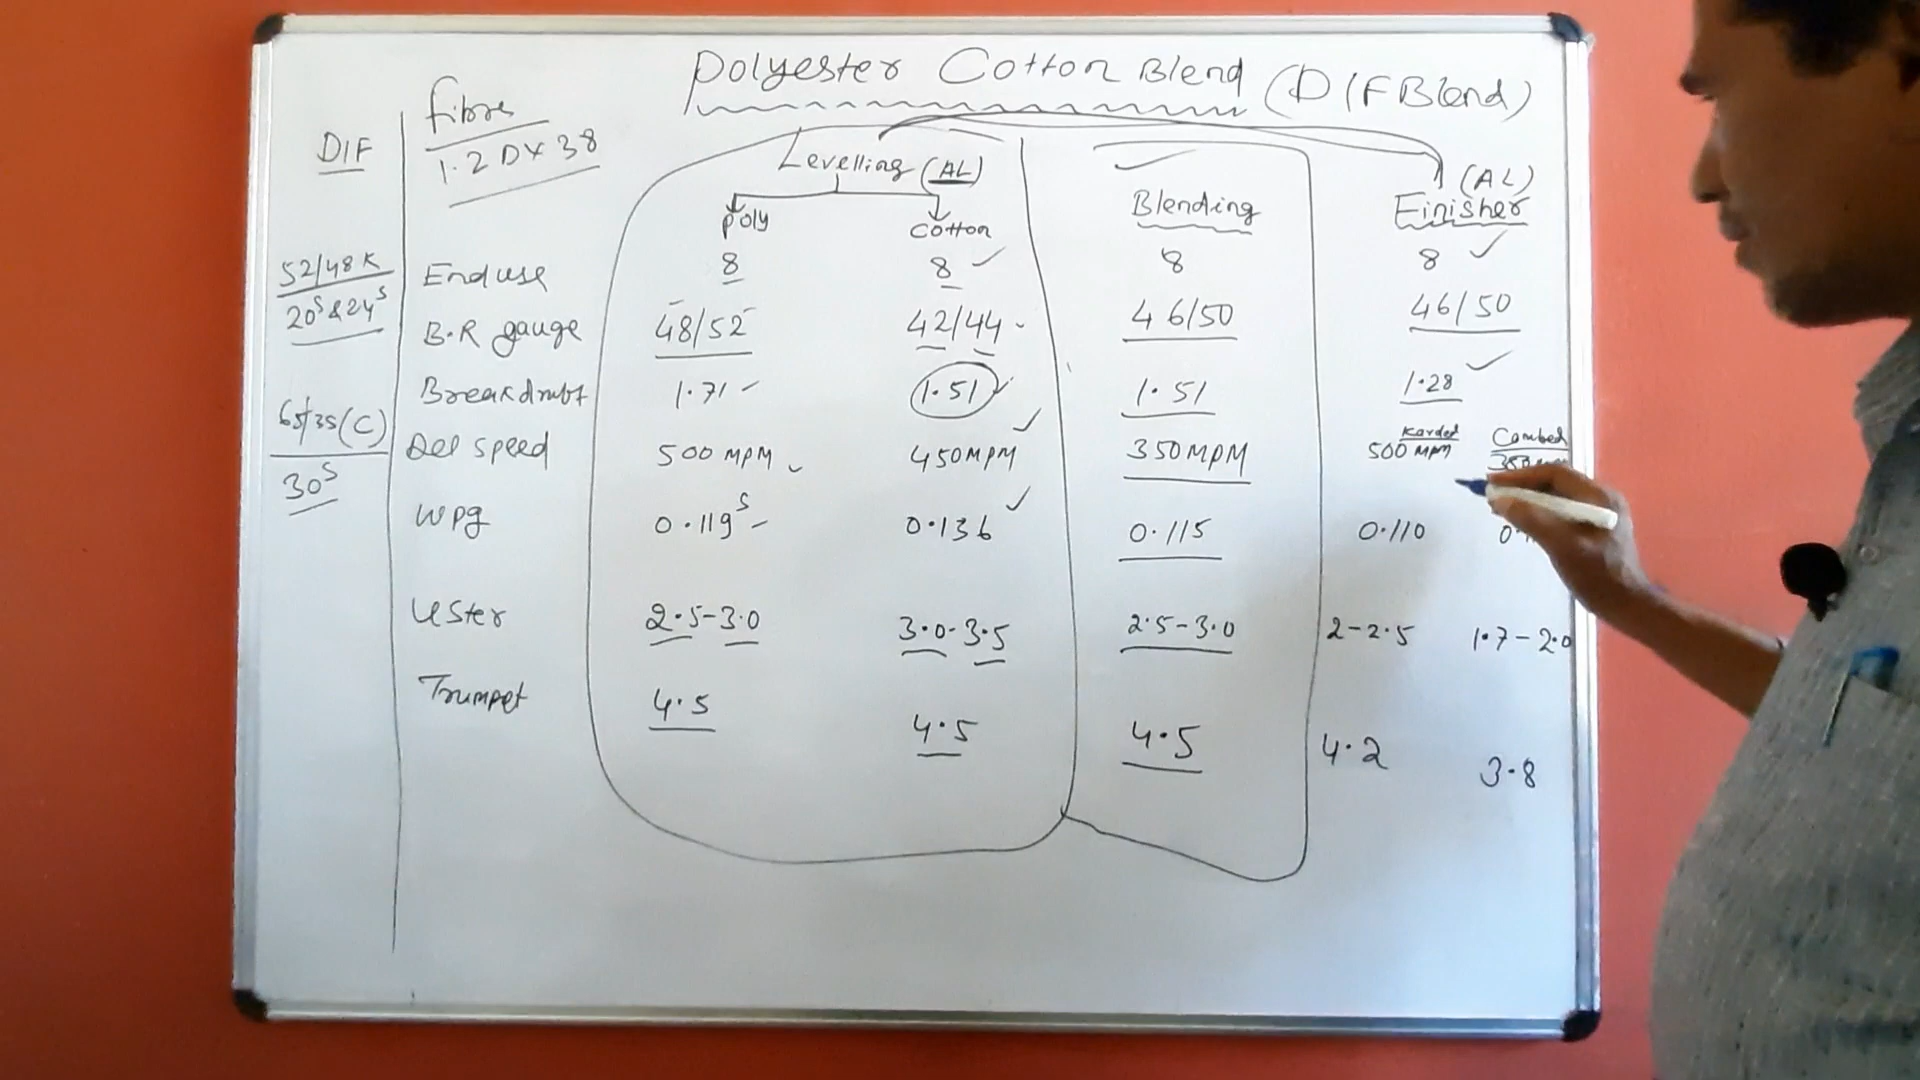 Polyester Cotton Blend (D/F Blend)
D/F
Fibre
1.2 D x 38
Levelling (AL)
Poly
Cotton
Blending
(AL)
Finisher
52/48 K
20s & 24s
65/35 (C)
30s
End use 8 8 8 8
B.R gauge 48/52 42/44 46/50 46/50
Break draft 1.71 1.51 1.51 1.28
Karded Combed
Del speed 500 MPM 450 MPM 350 MPM 500 MPM
wpg 0.119s 0.136 0.115 0.110
Uster 2.5-3.0 3.0-3.5 2.5-3.0 2-2.5 1.7-2.0
Trumpet 4.5 4.5 4.5 4.2 3.8